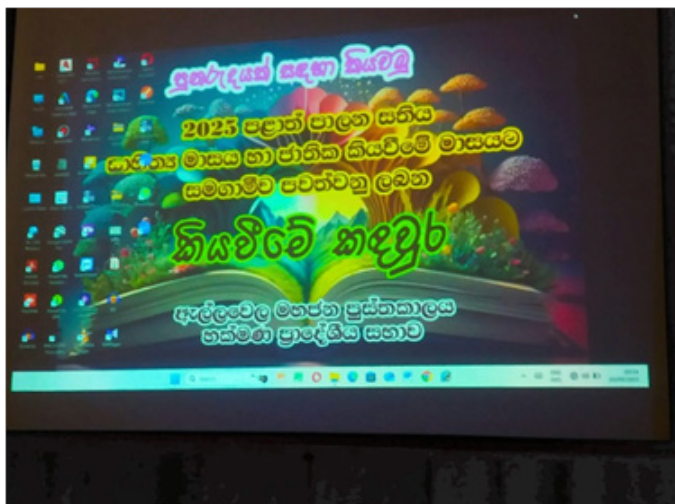 පුනරුදයක් සඳහා කියවමු
2025 පළාත් පාලන සතිය
සාහිත්‍ය මාසය හා ජාතික කියවීමේ මාසයට
සමගාමීව පවත්වනු ලබන
කියවීමේ කඳවුර
ඇල්ලවෙල මහජන පුස්තකාලය
හක්මණ ප්‍රාදේශීය සභාව
Search